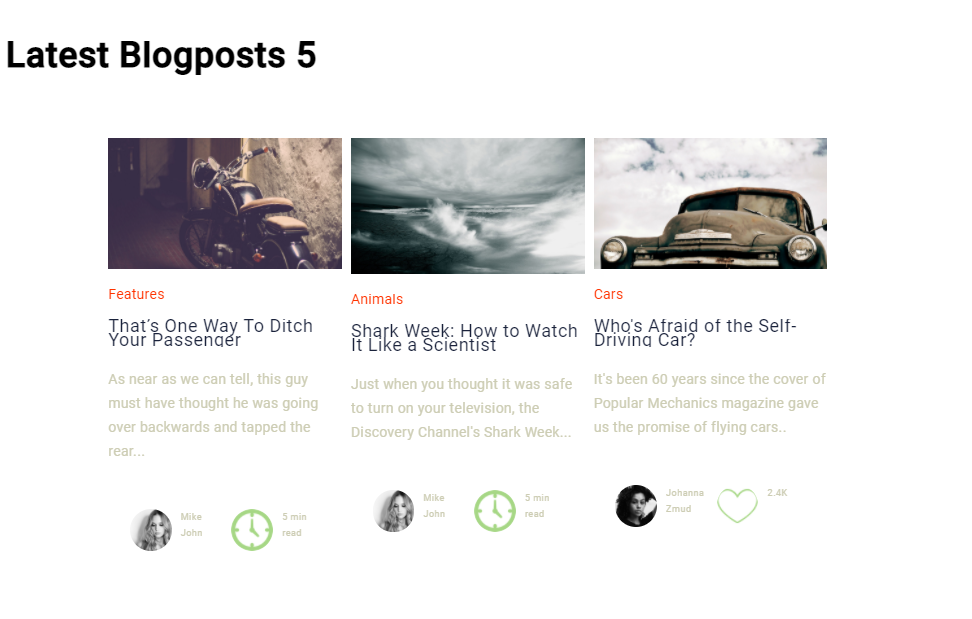 Latest Blogposts 5
Features
That's One Way To Ditch
Your Passenger
As near as we can tell, this guy
must have thought he was going
over backwards and tapped the
rear...
Mike
John
5 min
read
Animals
Shark Week: How to Watch
It Like a Scientist
Just when you thought it was safe
to turn on your television, the
Discovery Channel's Shark Week...
Mike
John
5 min
read
Cars
Who's Afraid of the Self-
Driving Car?
It's been 60 years since the cover of
Popular Mechanics magazine gave
us the promise of flying cars..
Johanna
Zmud
2.4K